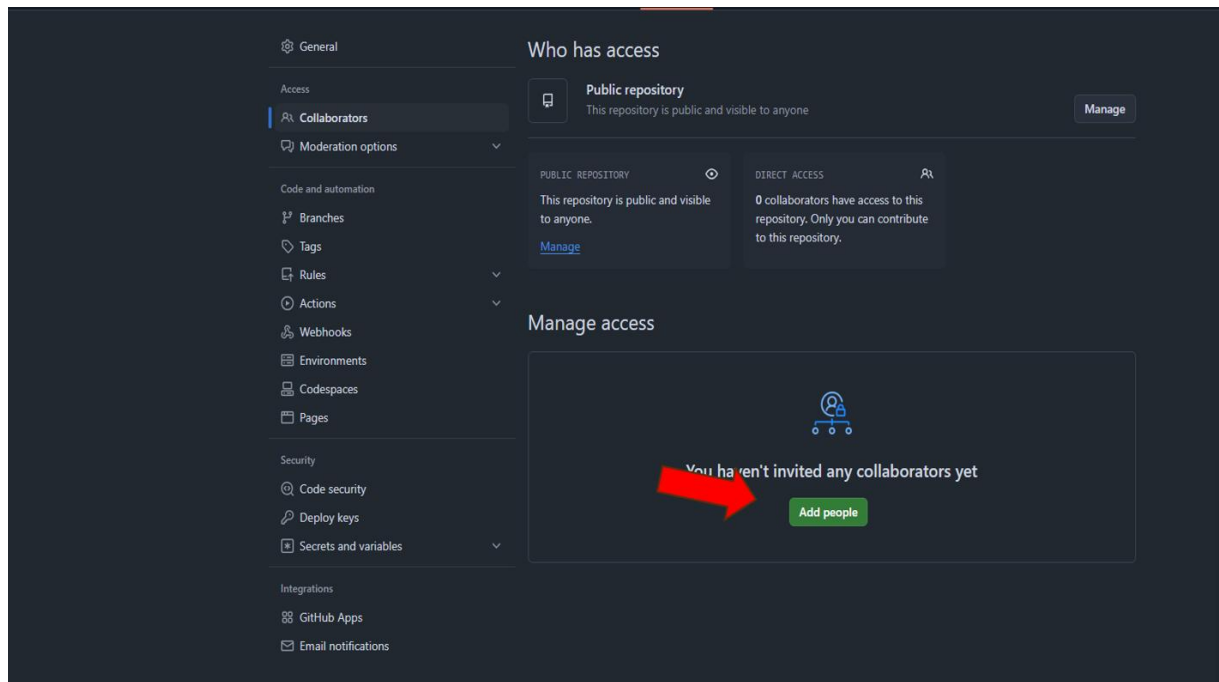 General
Access
Collaborators
Moderation options
Code and automation
Branches
Tags
Rules
Actions
Webhooks
Environments
Codespaces
Pages
Security
Code security
Deploy keys
Secrets and variables
Integrations
GitHub Apps
Email notifications
Who has access
Public repository
This repository is public and visible to anyone
Manage
PUBLIC REPOSITORY
This repository is public and visible
to anyone.
Manage
DIRECT ACCESS
0 collaborators have access to this
repository. Only you can contribute
to this repository.
Manage access
You haven't invited any collaborators yet
Add people